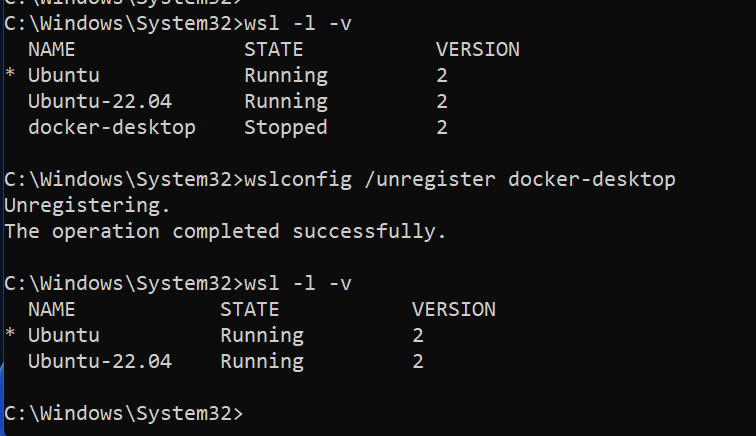 C:\Windows\System32>wsl -l -v
NAME STATE VERSION
* Ubuntu Running 2
Ubuntu-22.04 Running 2
docker-desktop Stopped 2
C:\Windows\System32>wslconfig /unregister docker-desktop
Unregistering.
The operation completed successfully.
C:\Windows\System32>wsl -l -v
NAME STATE VERSION
* Ubuntu Running 2
Ubuntu-22.04 Running 2
C:\Windows\System32>